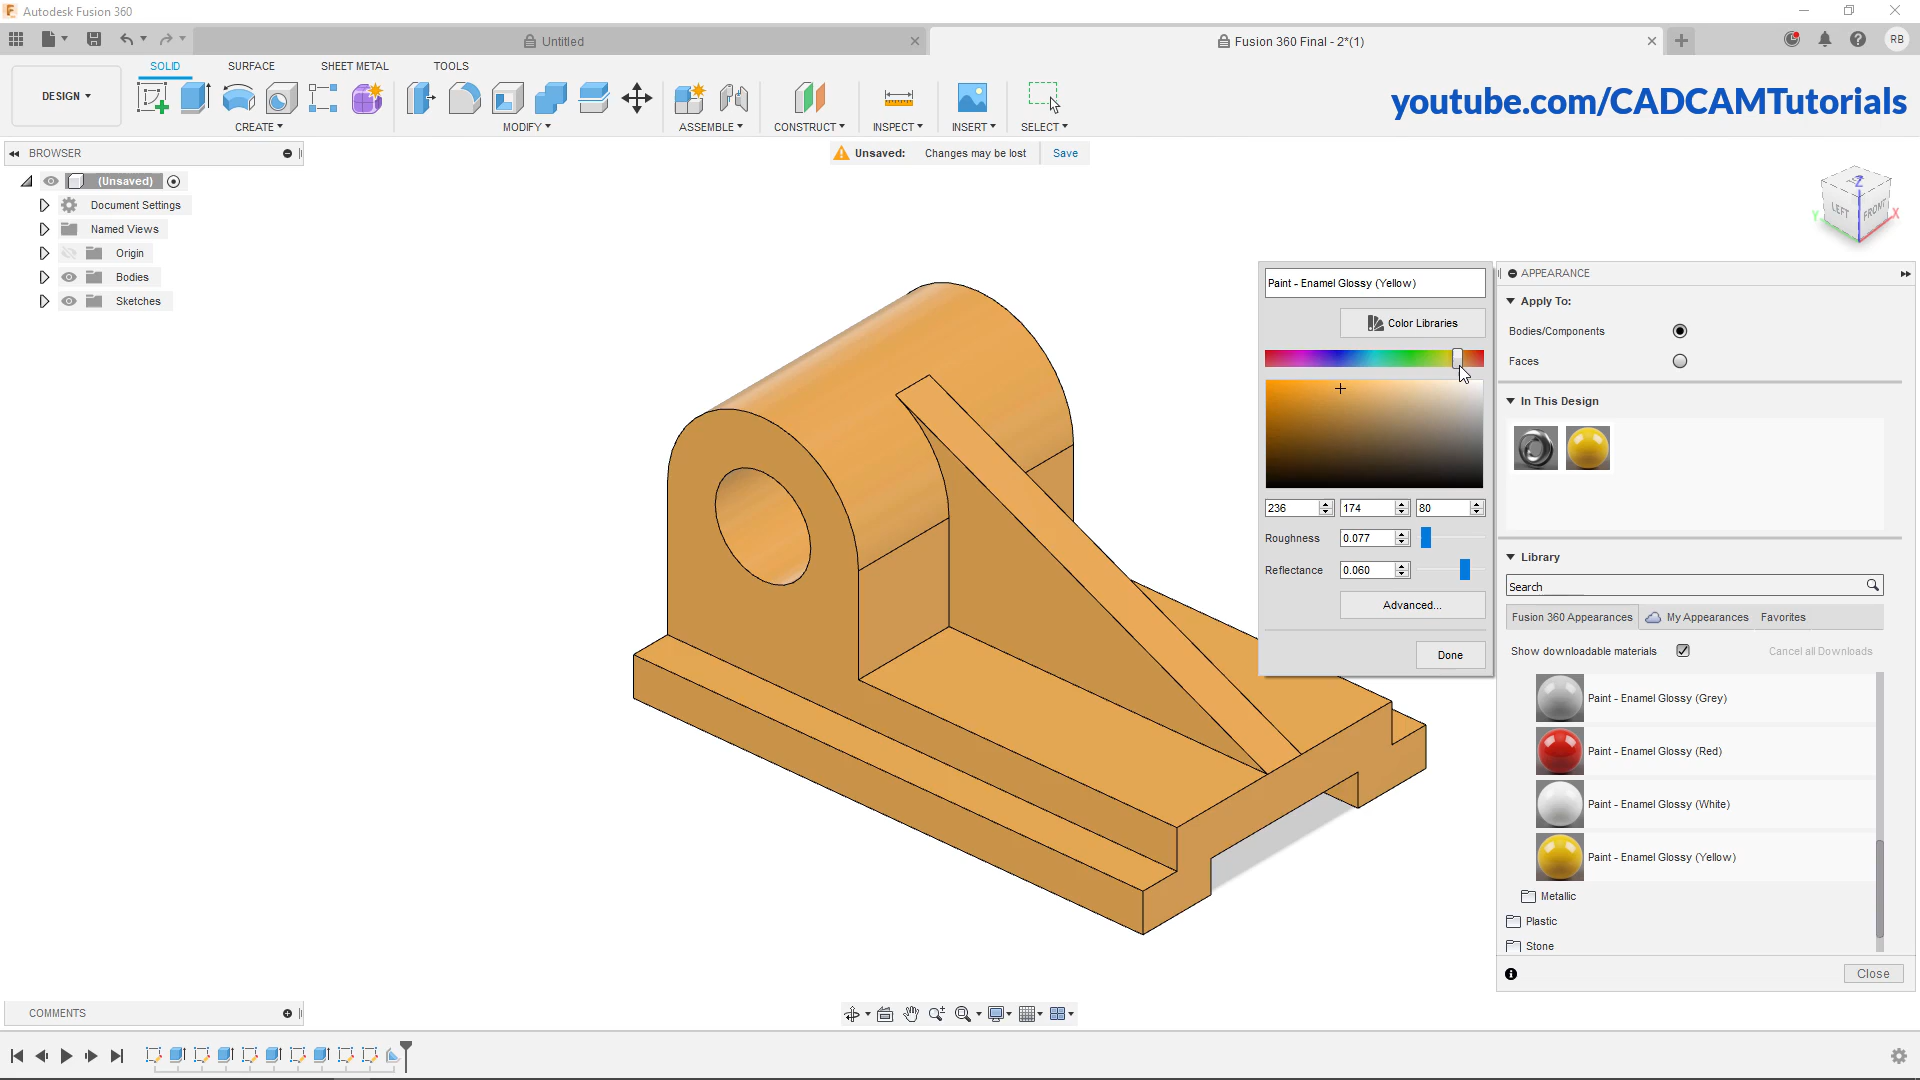 Autodesk Fusion 360
Untitled
Fusion 360 Final - 2*(1)
RB
DESIGN
SOLID
SURFACE
SHEET METAL
TOOLS
CREATE
MODIFY
ASSEMBLE
CONSTRUCT
INSPECT
INSERT
SELECT
youtube.com/CADCAMTutorials
BROWSER
Unsaved: Changes may be lost Save
(Unsaved)
Document Settings
Named Views
Origin
Bodies
Sketches
Z
LEFT
FRONT
Y
X
Paint - Enamel Glossy (Yellow)
Color Libraries
236 174 80
Roughness 0.077
Reflectance 0.060
Advanced...
Done
APPEARANCE
Apply To:
Bodies/Components
Faces
In This Design
Library
Search
Fusion 360 Appearances My Appearances Favorites
Show downloadable materials Cancel all Downloads
Paint - Enamel Glossy (Grey)
Paint - Enamel Glossy (Red)
Paint - Enamel Glossy (White)
Paint - Enamel Glossy (Yellow)
Metallic
Plastic
Stone
Close
COMMENTS